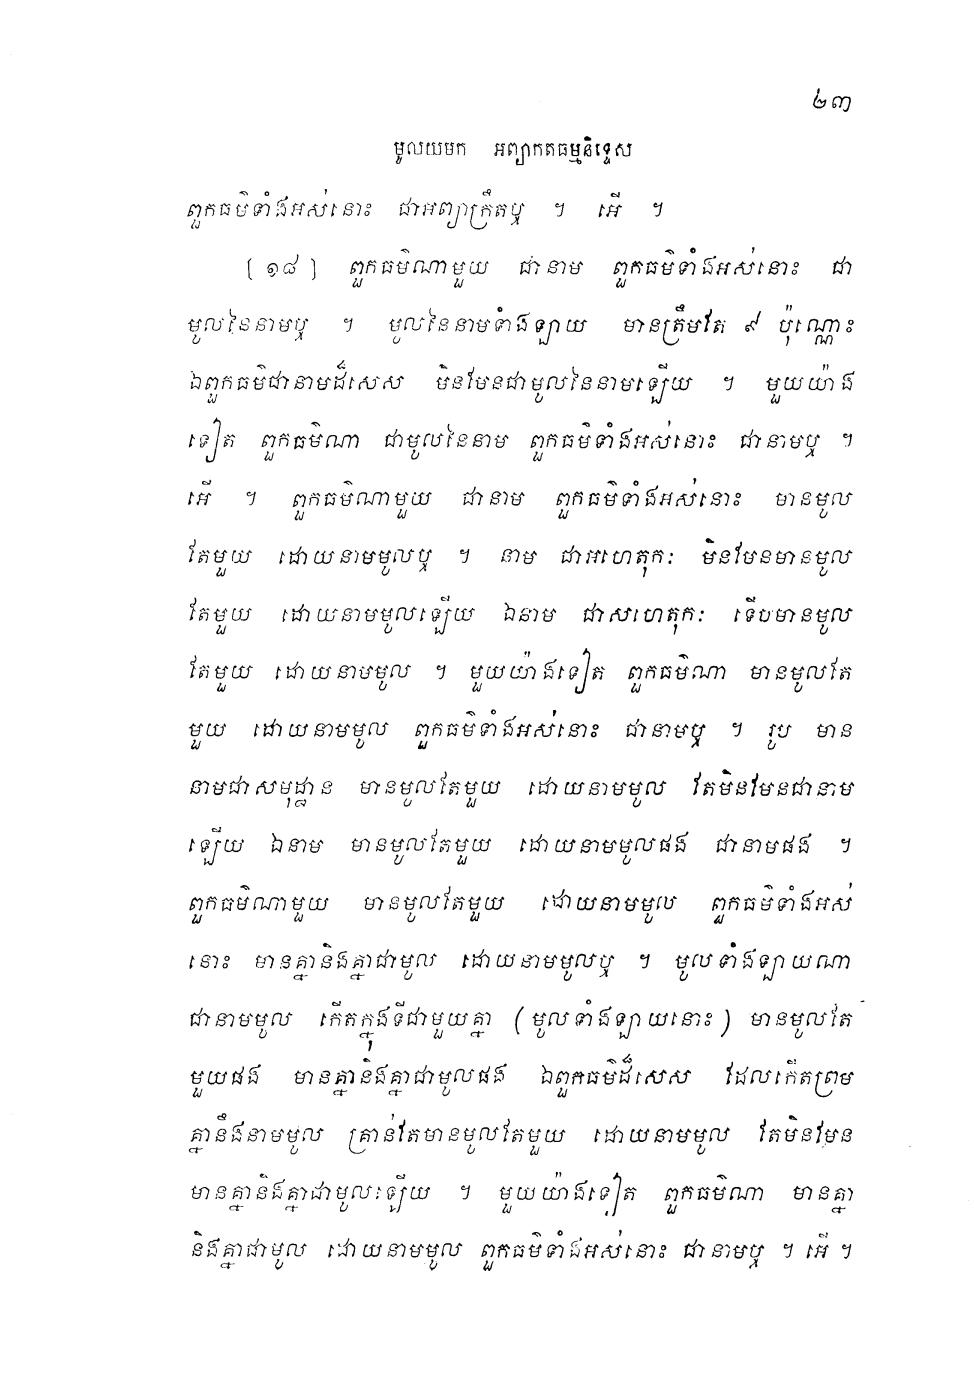 ២៣
មូលយមក អព្យាកតធម្មនិទ្ទេស
ពួកធម៌ទាំងអស់នោះ ជាអព្យាក្រឹតឬ ។ អើ ។
[១៨] ពួកធម៌ណាមួយ ជានាម ពួកធម៌ទាំងអស់នោះ ជា
មូលនៃនាមឬ ។ មូលនៃនាមទាំងឡាយ មានត្រឹមតែ ៩ ប៉ុណ្ណោះ
ឯពួកធម៌ជានាមដ៏សេស មិនមែនជាមូលនៃនាមឡើយ ។ មួយយ៉ាង
ទៀត ពួកធម៌ណា ជាមូលនៃនាម ពួកធម៌ទាំងអស់នោះ ជានាមឬ ។
អើ ។ ពួកធម៌ណាមួយ ជានាម ពួកធម៌ទាំងអស់នោះ មានមូល
តែមួយ ដោយនាមមូលឬ ។ នាម ជាអហេតុកៈ មិនមែនមានមូល
តែមួយ ដោយនាមមូលឡើយ ឯនាម ជាសហេតុកៈ ទើបមានមូល
តែមួយ ដោយនាមមូល ។ មួយយ៉ាងទៀត ពួកធម៌ណា មានមូលតែ
មួយ ដោយនាមមូល ពួកធម៌ទាំងអស់នោះ ជានាមឬ ។ រូប មាន
នាមជាសមុដ្ឋាន មានមូលតែមួយ ដោយនាមមូល តែមិនមែនជានាម
ឡើយ ឯនាម មានមូលតែមួយ ដោយនាមមូលផង ជានាមផង ។
ពួកធម៌ណាមួយ មានមូលតែមួយ ដោយនាមមូល ពួកធម៌ទាំងអស់
នោះ មានគ្នានិងគ្នាជាមូល ដោយនាមមូលឬ ។ មូលទាំងឡាយណា
ជានាមមូល កើតក្នុងទីជាមួយគ្នា (មូលទាំងឡាយនោះ) មានមូលតែ
មួយផង មានគ្នានិងគ្នាជាមូលផង ឯពួកធម៌ដ៏សេស ដែលកើតព្រម
គ្នានឹងនាមមូល គ្រាន់តែមានមូលតែមួយ ដោយនាមមូល តែមិនមែន
មានគ្នានិងគ្នាជាមូលឡើយ ។ មួយយ៉ាងទៀត ពួកធម៌ណា មានគ្នា
និងគ្នាជាមូល ដោយនាមមូល ពួកធម៌ទាំងអស់នោះ ជានាមឬ ។ អើ ។